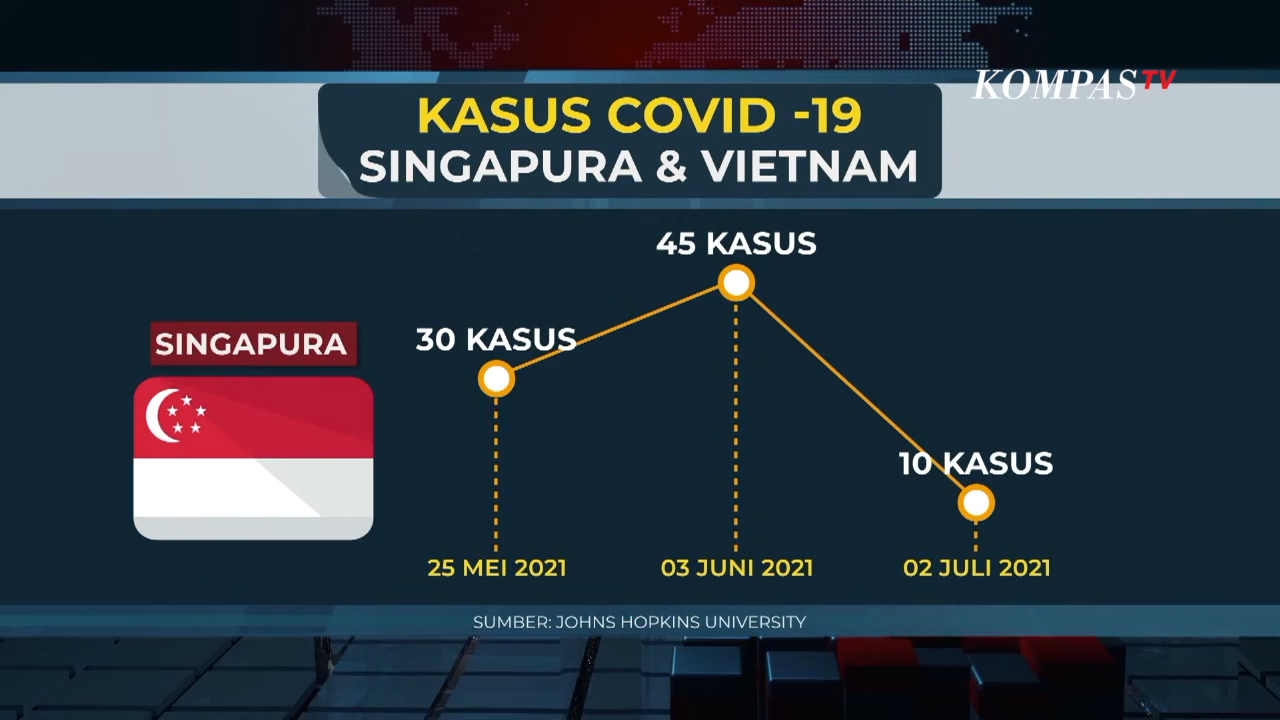 KOMPASTV
KASUS COVID -19
SINGAPURA & VIETNAM
45 KASUS
30 KASUS
SINGAPURA
10 KASUS
25 MEI 2021
03 JUNI 2021
02 JULI 2021
SUMBER: JOHNS HOPKINS UNIVERSITY